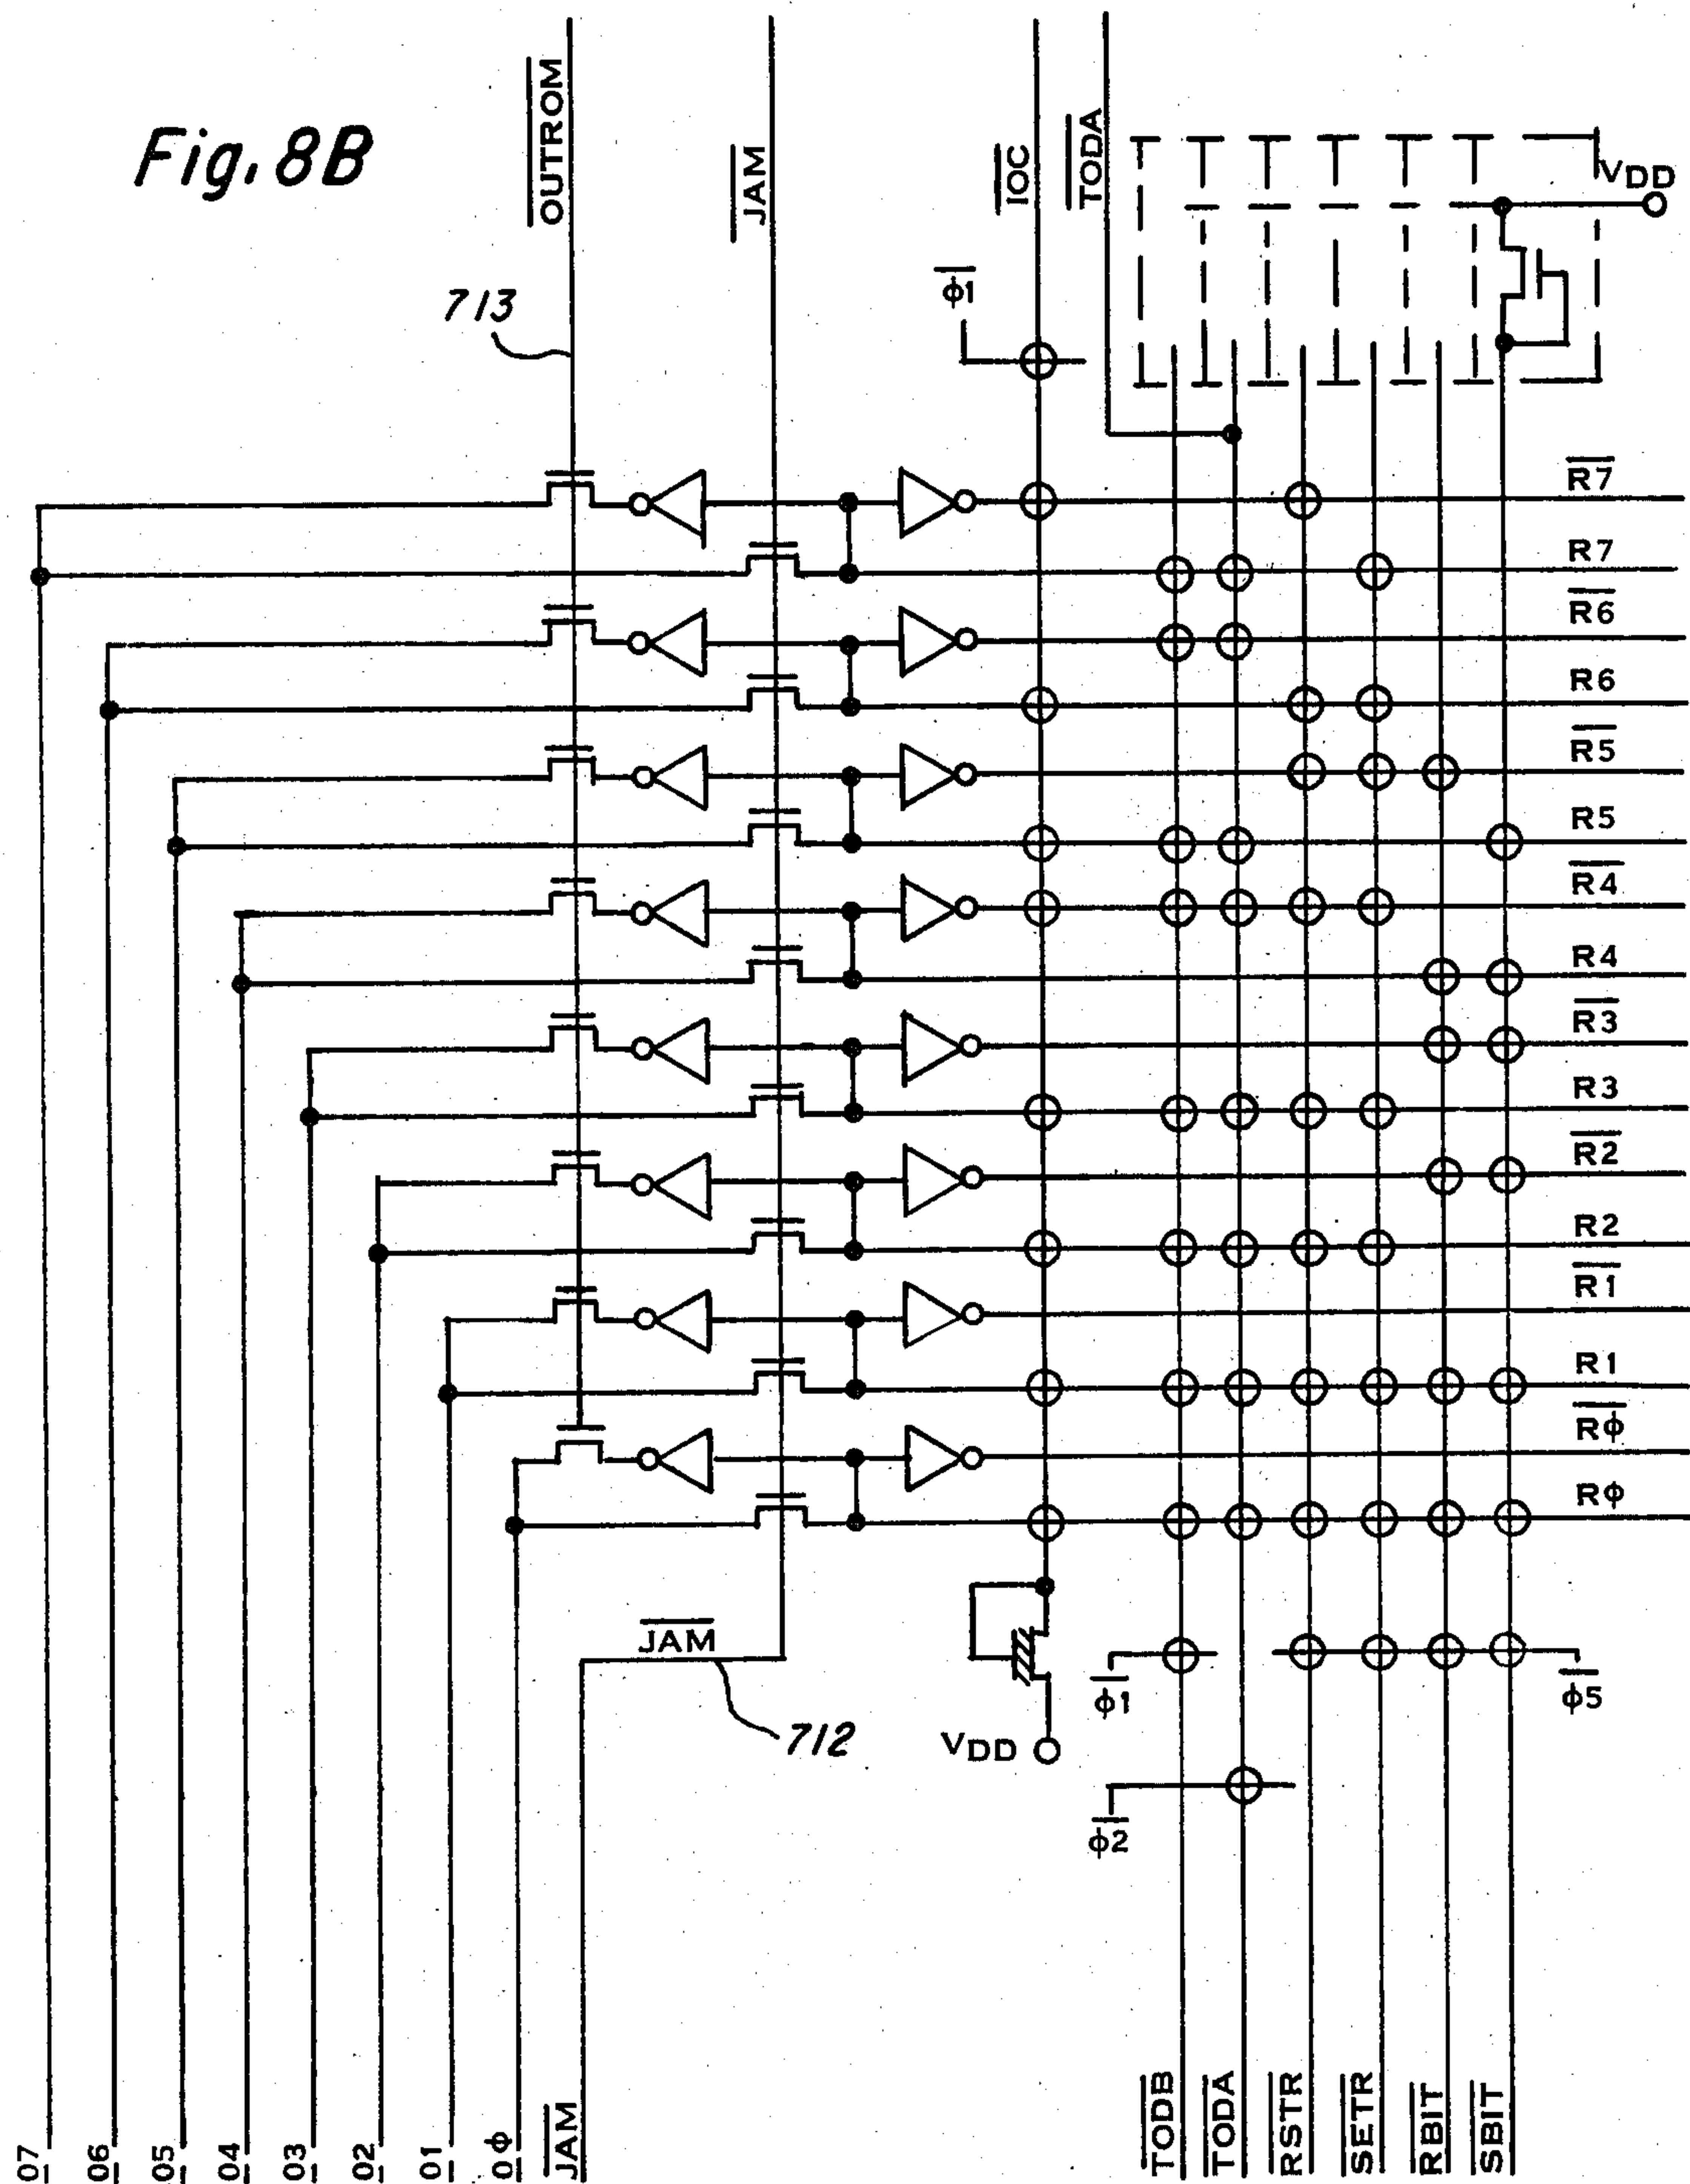 Fig. 8B
OUTROM
JAM
IOC
TODA
VDD
φ1
713
R7
R7
R6
R6
R5
R5
R4
R4
R3
R3
R2
R2
R1
R1
Rφ
Rφ
JAM
712
VDD
φ1
φ5
φ2
07
06
05
04
03
02
01
0φ
JAM
TODB
TODA
RSTR
SETR
RBIT
SBIT